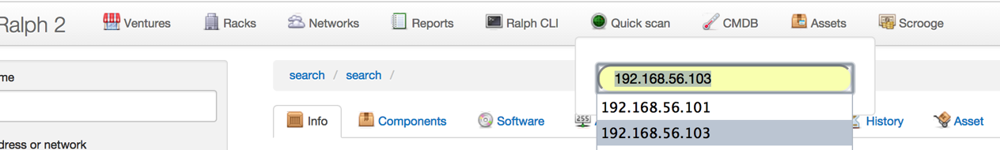 Ralph 2 Ventures Racks Networks Reports Ralph CLI Quick scan CMDB Assets Scrooge
me
search / search /
192.168.56.103
192.168.56.101
Info Components Software 255 History Asset
192.168.56.103
dress or network